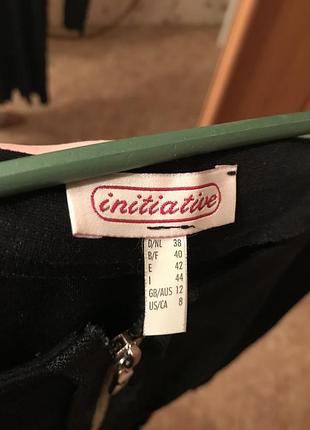 initiative
D/NL 38
B/F 40
E 42
I 44
GB/AUS 12
US/CA 8